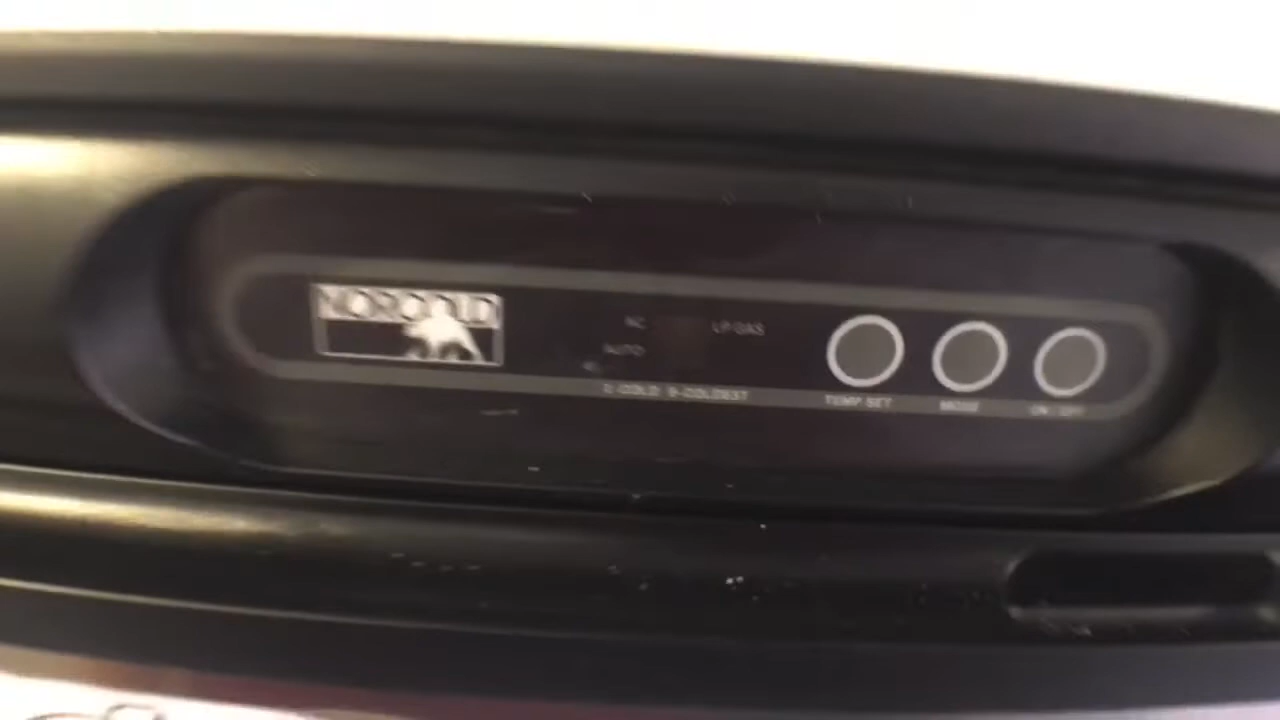 NORCOLD
AC LP GAS
AUTO
1-COLD 9-COLDEST
TEMP SET MODE ON / OFF